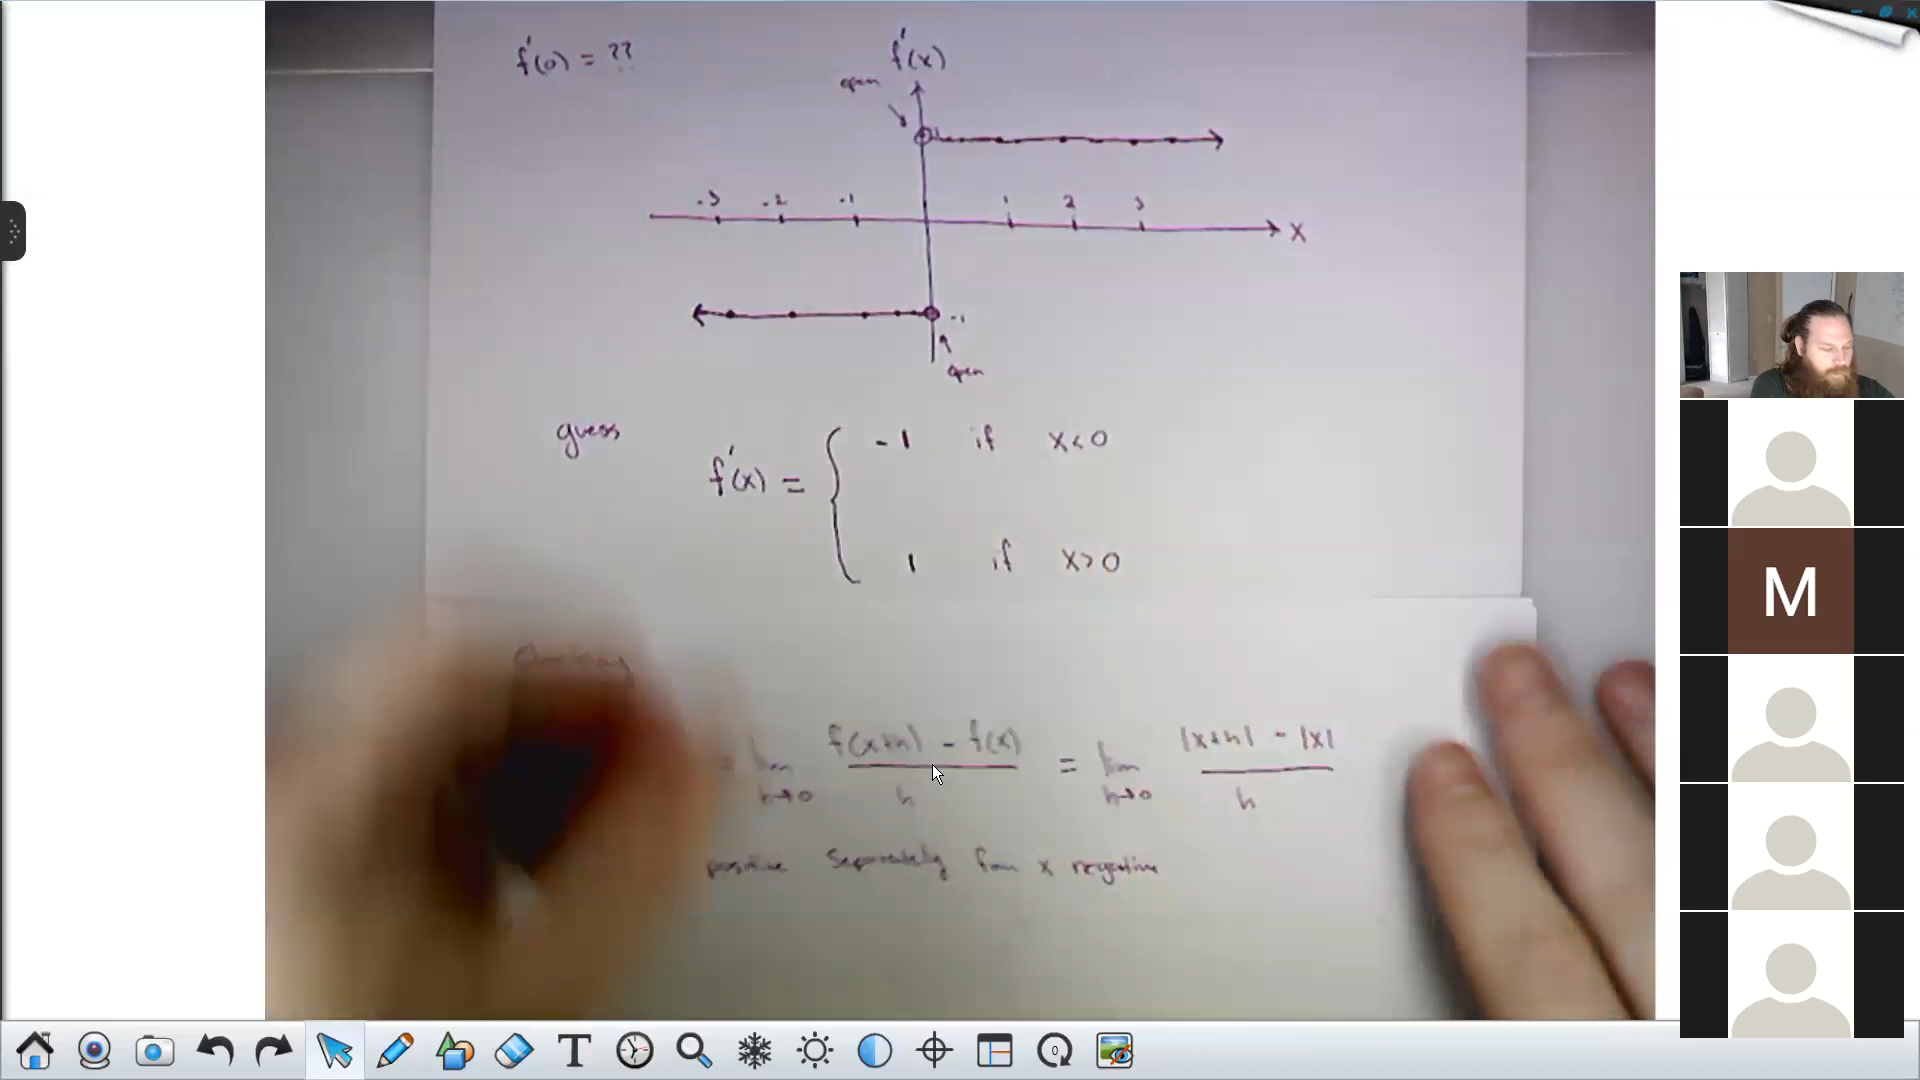 f'(0) = ??
f'(x)
open
-3 -2 -1 1 2 3
x
-1
open
guess
f'(x) = { -1 if x<0
1 if x>0
= lim h→0 f(x+h) - f(x) / h = lim h→0 |x+h| - |x| / h
positive separately from x negative
M
T
0